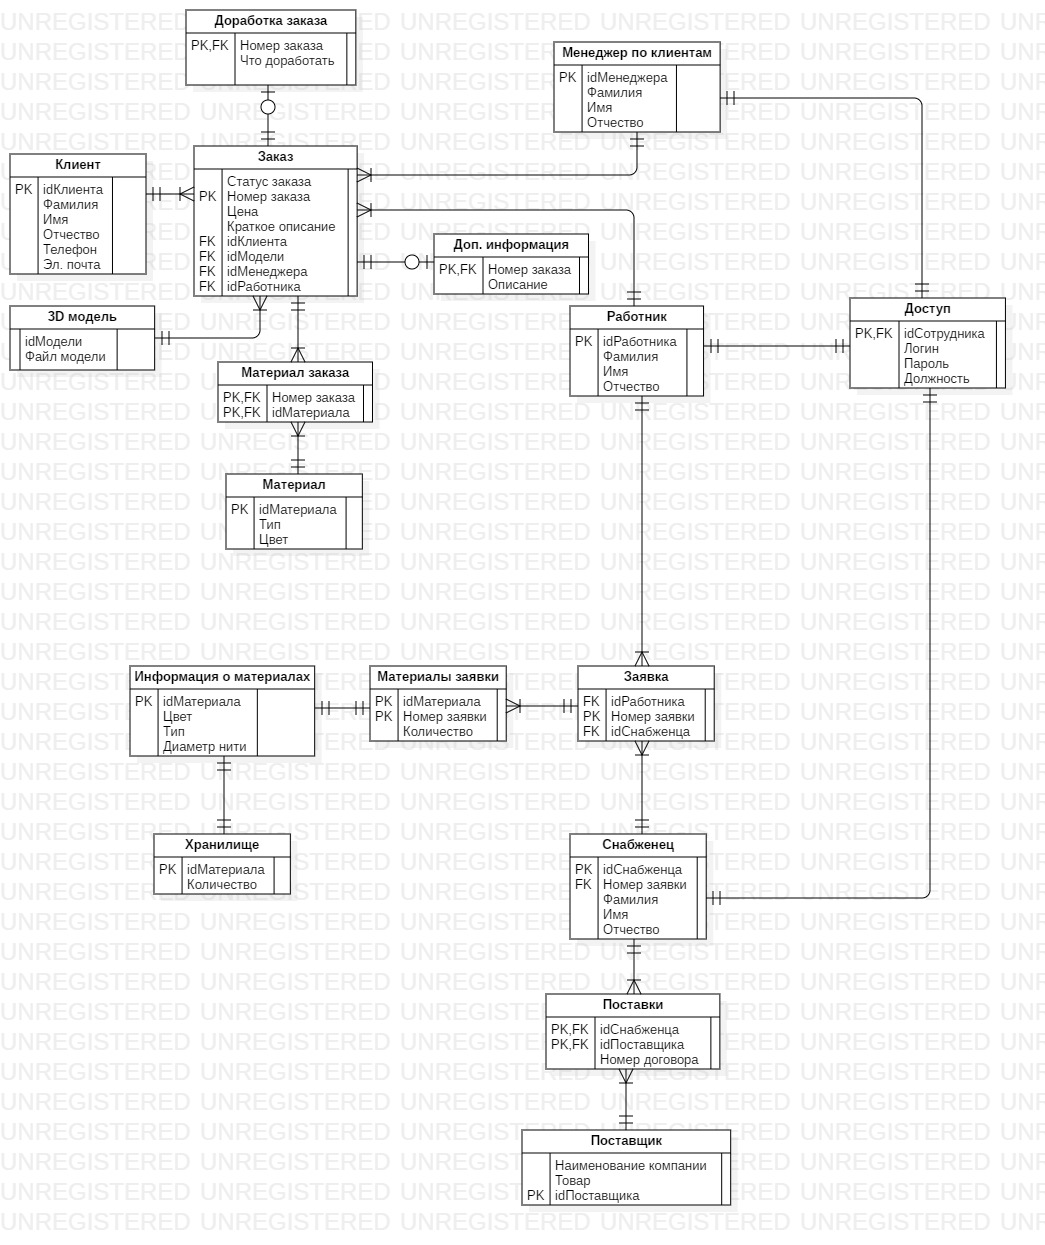 Доработка заказа
PK,FK Номер заказа
Что доработать
Менеджер по клиентам
PK idМенеджера
Фамилия
Имя
Отчество
Клиент
PK idКлиента
Фамилия
Имя
Отчество
Телефон
Эл. почта
Заказ
Статус заказа
PK Номер заказа
Цена
Краткое описание
FK idКлиента
FK idМодели
FK idМенеджера
FK idРаботника
Доп. информация
PK,FK Номер заказа
Описание
3D модель
idМодели
Файл модели
Работник
PK idРаботника
Фамилия
Имя
Отчество
Доступ
PK,FK idСотрудника
Логин
Пароль
Должность
Материал заказа
PK,FK Номер заказа
PK,FK idМатериала
Материал
PK idМатериала
Тип
Цвет
Информация о материалах
PK idМатериала
Цвет
Тип
Диаметр нити
Материалы заявки
PK idМатериала
PK Номер заявки
Количество
Заявка
FK idРаботника
PK Номер заявки
FK idСнабженца
Хранилище
PK idМатериала
Количество
Снабженец
PK idСнабженца
FK Номер заявки
Фамилия
Имя
Отчество
Поставки
PK,FK idСнабженца
PK,FK idПоставщика
Номер договора
Поставщик
Наименование компании
Товар
PK idПоставщика
UNREGISTERED